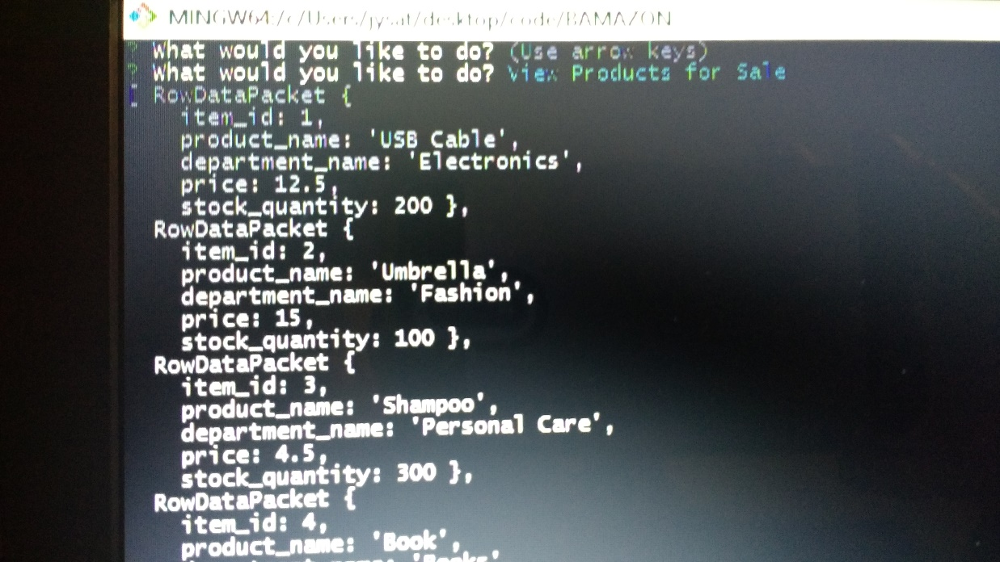 MINGW64:/c/Users/jysat/desktop/code/BAMAZON
? What would you like to do? (Use arrow keys)
? What would you like to do? View Products for Sale
[ RowDataPacket {
item_id: 1,
product_name: 'USB Cable',
department_name: 'Electronics',
price: 12.5,
stock_quantity: 200 },
RowDataPacket {
item_id: 2,
product_name: 'Umbrella',
department_name: 'Fashion',
price: 15,
stock_quantity: 100 },
RowDataPacket {
item_id: 3,
product_name: 'Shampoo',
department_name: 'Personal Care',
price: 4.5,
stock_quantity: 300 },
RowDataPacket {
item_id: 4,
product_name: 'Book',
department_name: 'Books'